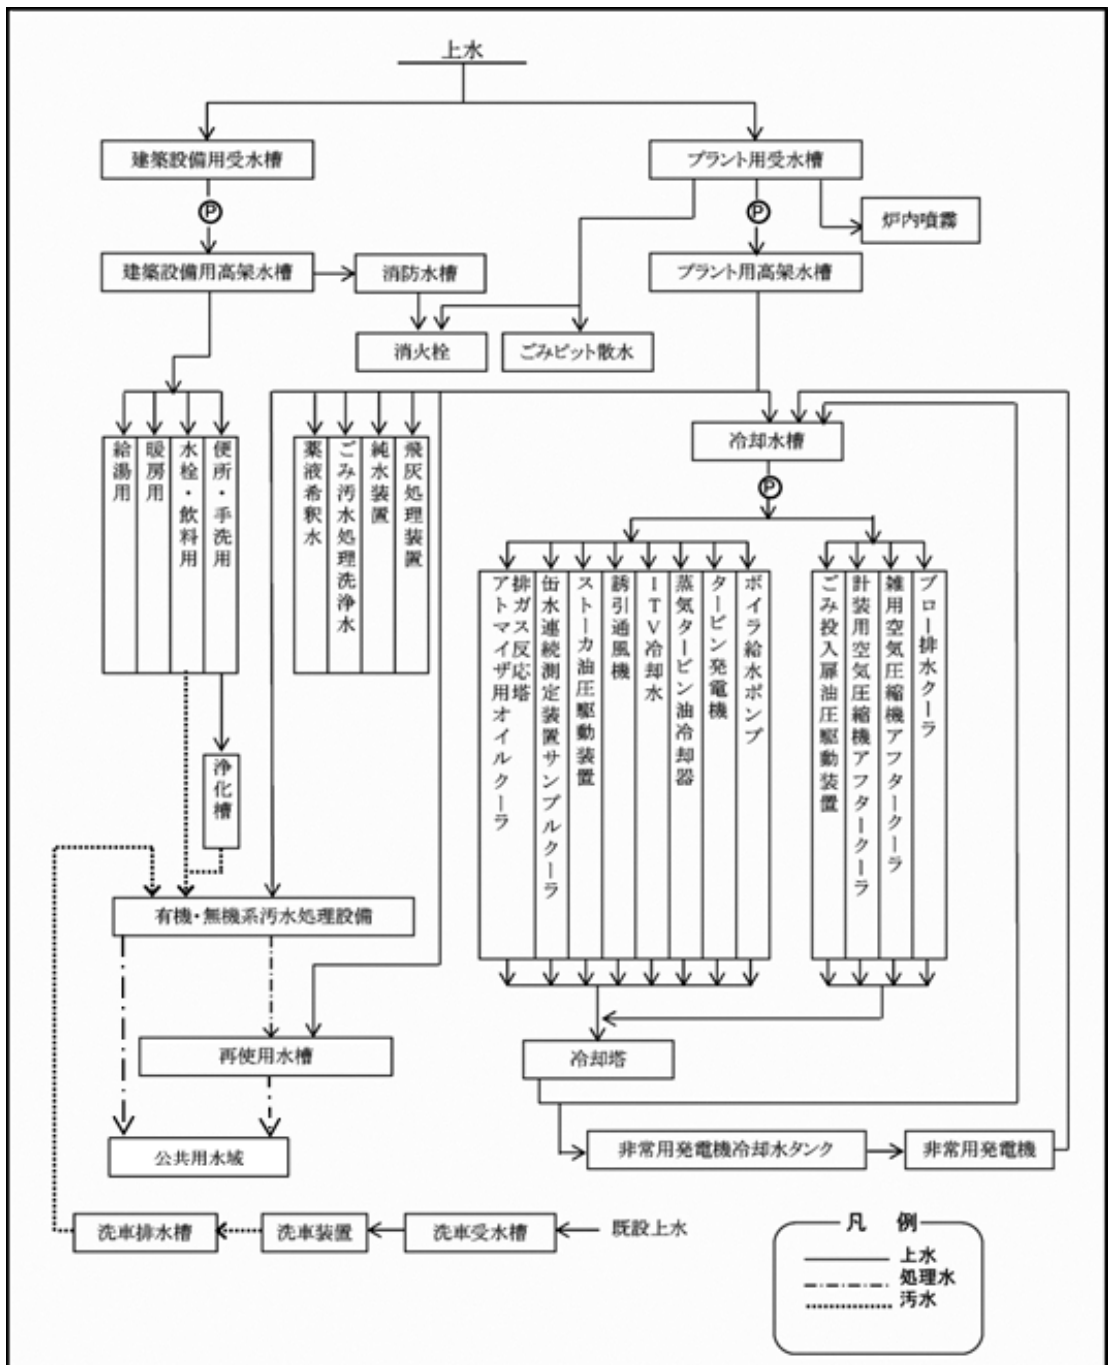 上水
建築設備用受水槽
プラント用受水槽
P
P
炉内噴霧
建築設備用高架水槽
消防水槽
プラント用高架水槽
消火栓
ごみピット散水
冷却水槽
P
給湯用
暖房用
水栓・飲料用
便所・手洗用
薬液希釈水
ごみ汚水処理洗浄水
純水装置
飛灰処理装置
排ガス反応塔
アトマイザ用オイルクーラ
缶水連続測定装置サンプルクーラ
ストーカ油圧駆動装置
誘引通風機
ITV冷却水
蒸気タービン油冷却器
タービン発電機
ボイラ給水ポンプ
ごみ投入扉油圧駆動装置
計装用空気圧縮機アフタークーラ
雑用空気圧縮機アフタークーラ
ブロー排水クーラ
浄化槽
有機・無機系汚水処理設備
再使用水槽
冷却塔
公共用水域
非常用発電機冷却水タンク
非常用発電機
洗車排水槽
洗車装置
洗車受水槽
既設上水
凡 例
上水
処理水
汚水